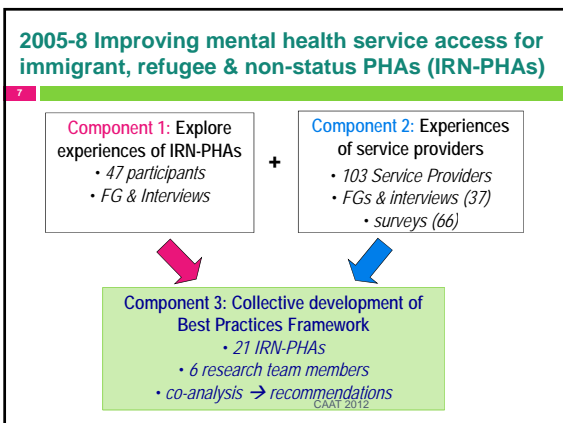 2005-8 Improving mental health service access for
immigrant, refugee & non-status PHAs (IRN-PHAs)
7
Component 1: Explore
experiences of IRN-PHAs
• 47 participants
• FG & Interviews
+
Component 2: Experiences
of service providers
• 103 Service Providers
• FGs & interviews (37)
• surveys (66)
Component 3: Collective development of
Best Practices Framework
• 21 IRN-PHAs
• 6 research team members
• co-analysis → recommendations
CAAT 2012